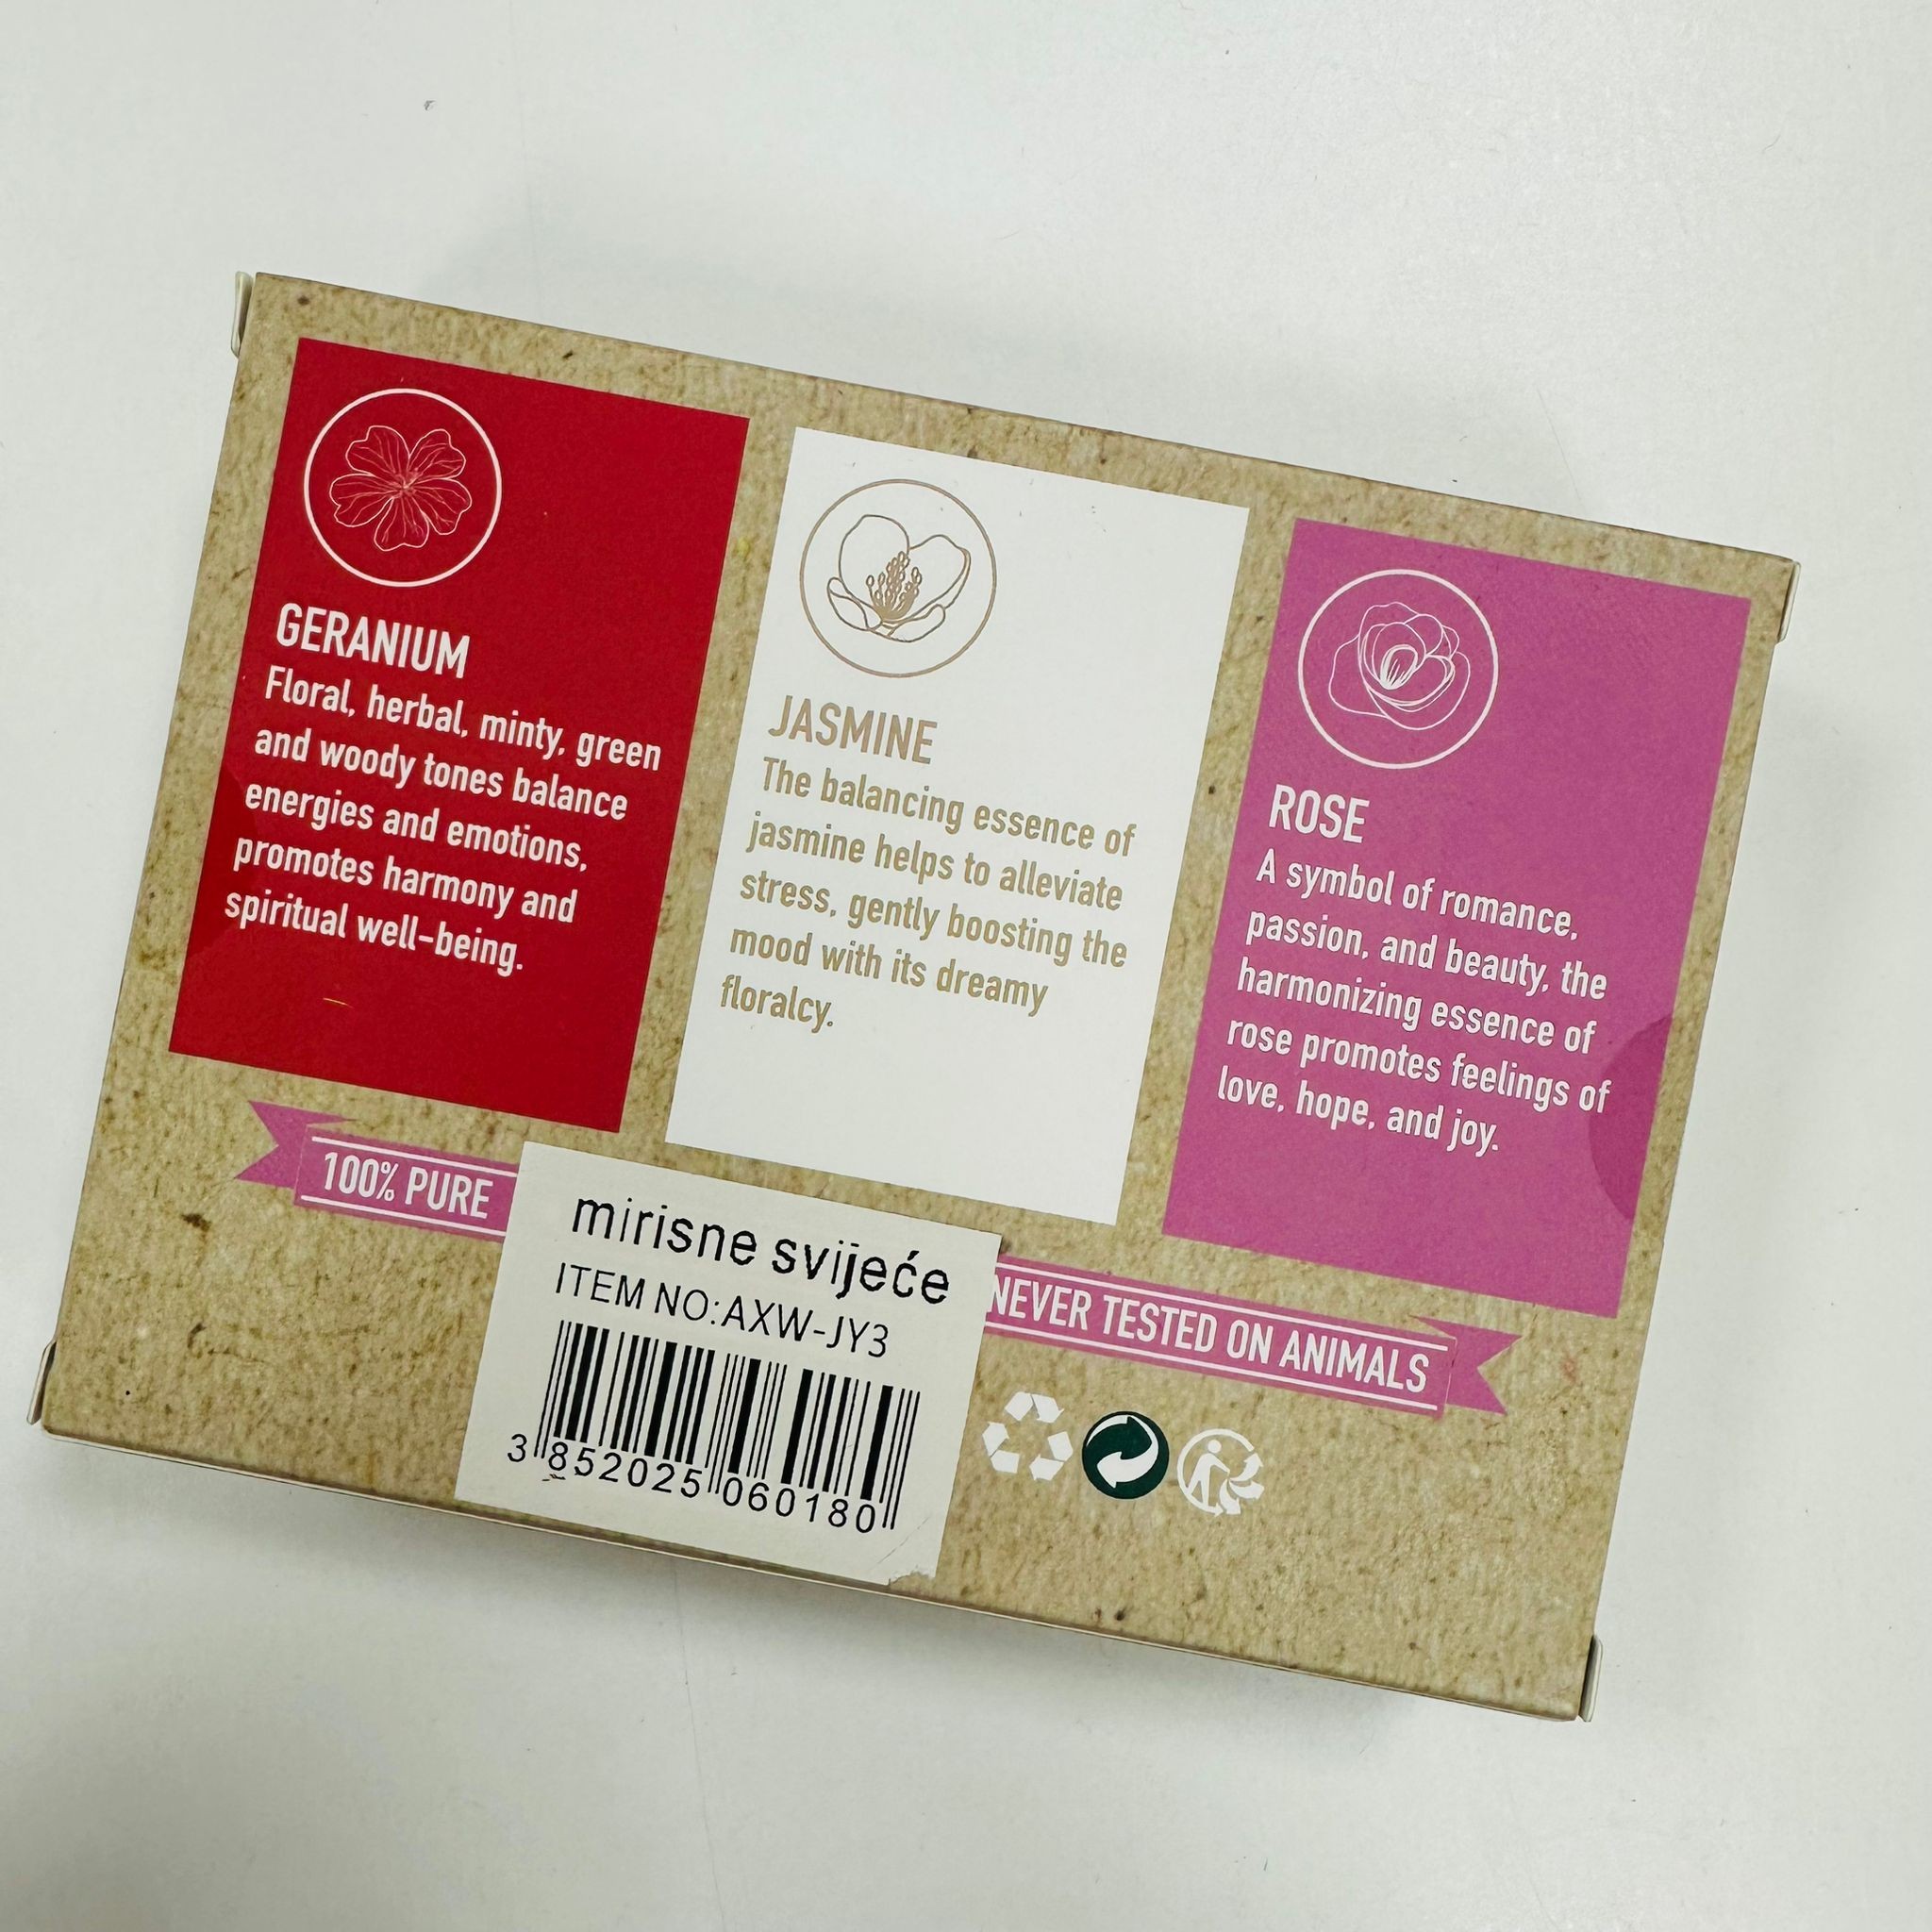 GERANIUM
Floral, herbal, minty, green
and woody tones balance
energies and emotions,
promotes harmony and
spiritual well-being.
JASMINE
The balancing essence of
jasmine helps to alleviate
stress, gently boosting the
mood with its dreamy
floralcy.
ROSE
A symbol of romance,
passion, and beauty, the
harmonizing essence of
rose promotes feelings of
love, hope, and joy.
100% PURE
NEVER TESTED ON ANIMALS
mirisne svijeće
ITEM NO:AXW-JY3
3 852025 060180